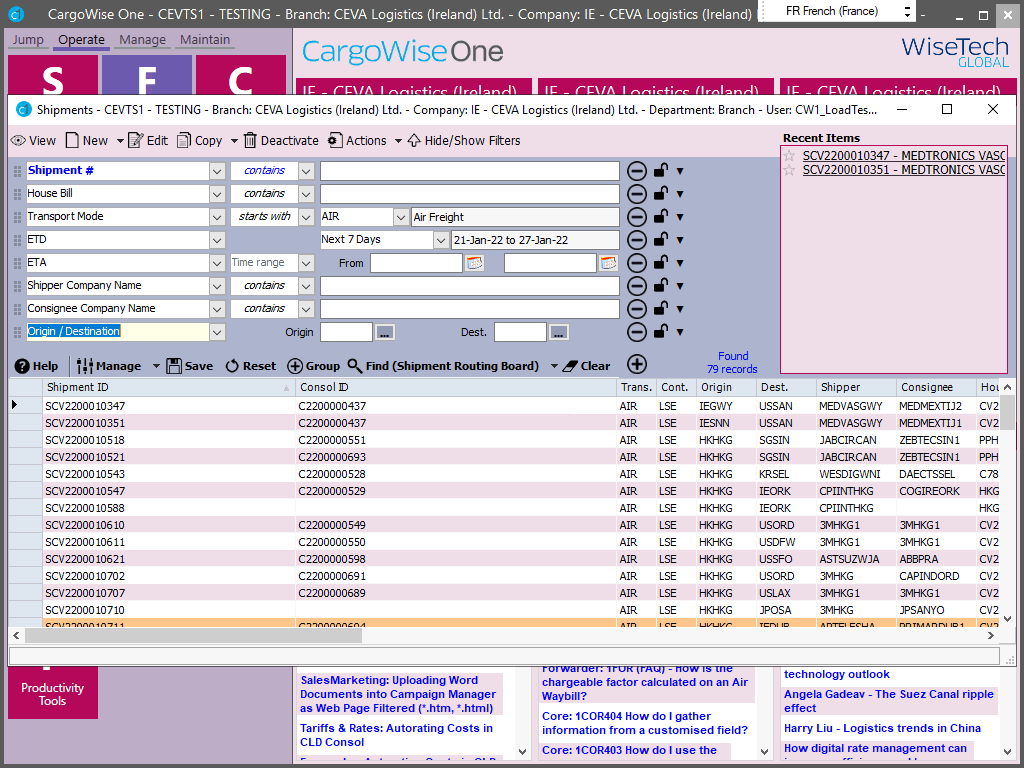 CargoWise One - CEVTS1 - TESTING - Branch: CEVA Logistics (Ireland) Ltd. - Company: IE - CEVA Logistics (Ireland) Ltd.
FR French (France)
Jump Operate Manage Maintain
CargoWise One
WiseTech
GLOBAL
S F C
IE - CEVA Logistics (Ireland) IE - CEVA Logistics (Ireland) IE - CEVA Logistics (Ireland)
Shipments - CEVTS1 - TESTING - Branch: CEVA Logistics (Ireland) Ltd. - Company: IE - CEVA Logistics (Ireland) Ltd. - Department: Branch - User: CW1_LoadTes...
View New Edit Copy Deactivate Actions Hide/Show Filters
Recent Items
SCV2200010347 - MEDTRONICS VASC
SCV2200010351 - MEDTRONICS VASC
Shipment # contains
House Bill contains
Transport Mode starts with AIR Air Freight
ETD Next 7 Days 21-Jan-22 to 27-Jan-22
ETA Time range From
Shipper Company Name contains
Consignee Company Name contains
Origin / Destination Origin ... Dest. ...
Help Manage Save Reset Group Find (Shipment Routing Board) Clear
Found
79 records
Shipment ID Consol ID Trans. Cont. Origin Dest. Shipper Consignee Hou
SCV2200010347 C2200000437 AIR LSE IEGWY USSAN MEDVASGWY MEDMEXTIJ2 CV2
SCV2200010351 C2200000437 AIR LSE IESNN USSAN MEDVASGWY MEDMEXTIJ1 CV2
SCV2200010518 C2200000551 AIR LSE HKHKG SGSIN JABCIRCAN ZEBTECSIN1 PPH
SCV2200010521 C2200000693 AIR LSE HKHKG SGSIN JABCIRCAN ZEBTECSIN1 PPH
SCV2200010543 C2200000528 AIR LSE HKHKG KRSEL WESDIGWNI DAECTSSEL C78
SCV2200010547 C2200000529 AIR LSE HKHKG IEORK CPIINTHKG COGIREORK HKG
SCV2200010588 AIR LSE HKHKG IEORK CPIINTHKG HKG
SCV2200010610 C2200000549 AIR LSE HKHKG USORD 3MHKG1 3MHKG1 CV2
SCV2200010611 C2200000550 AIR LSE HKHKG USDFW 3MHKG1 3MHKG1 CV2
SCV2200010621 C2200000598 AIR LSE HKHKG USSFO ASTSUZWJA ABBPRA CV2
SCV2200010702 C2200000691 AIR LSE HKHKG USORD 3MHKG CAPINDORD CV2
SCV2200010707 C2200000689 AIR LSE HKHKG USLAX 3MHKG1 3MHKG1 CV2
SCV2200010710 AIR LSE HKHKG JPOSA 3MHKG JPSANYO CV2
SCV2200010711 C2200000694 AIR LSE HKHKG IEDUB
Productivity
Tools
SalesMarketing: Uploading Word
Documents into Campaign Manager
as Web Page Filtered (*.htm, *.html)
Tariffs & Rates: Autorating Costs in
CLD Consol
Forwarder: 1FOR (FAQ) - How is the
chargeable factor calculated on an Air
Waybill?
Core: 1COR404 How do I gather
information from a customised field?
Core: 1COR403 How do I use the
technology outlook
Angela Gadeav - The Suez Canal ripple
effect
Harry Liu - Logistics trends in China
How digital rate management can